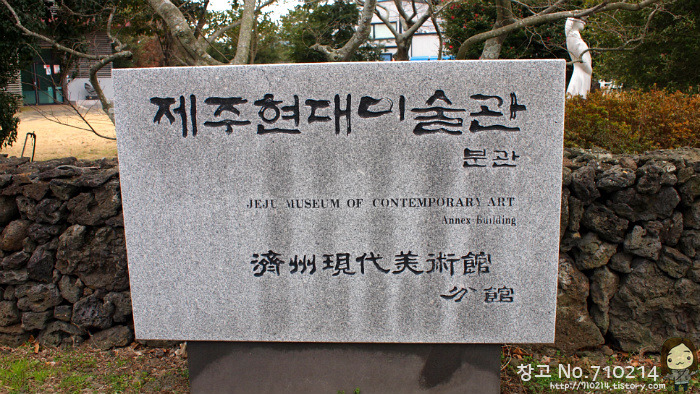 제주현대미술관
분관
JEJU MUSEUM OF CONTEMPORARY ART
Annex Building
濟州現代美術館
分館
창고 No.710214
http://710214.tistory.com/